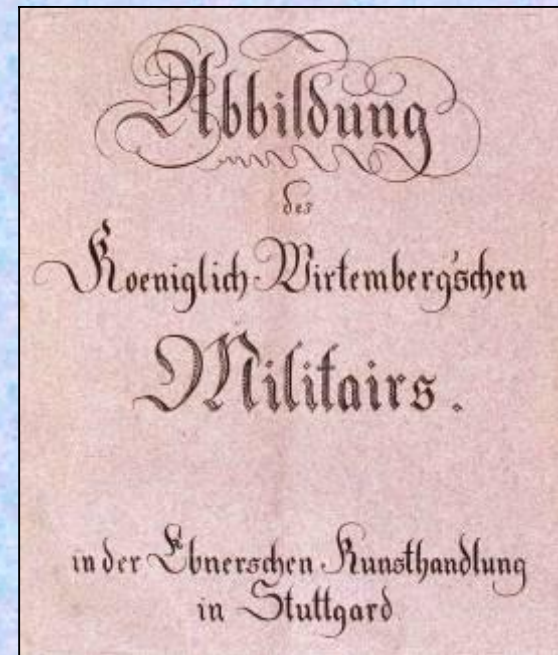 Abbildung
des
Koeniglich-Wirtemberg'schen
Militairs.
in der Ebnerschen Kunsthandlung
in Stuttgard